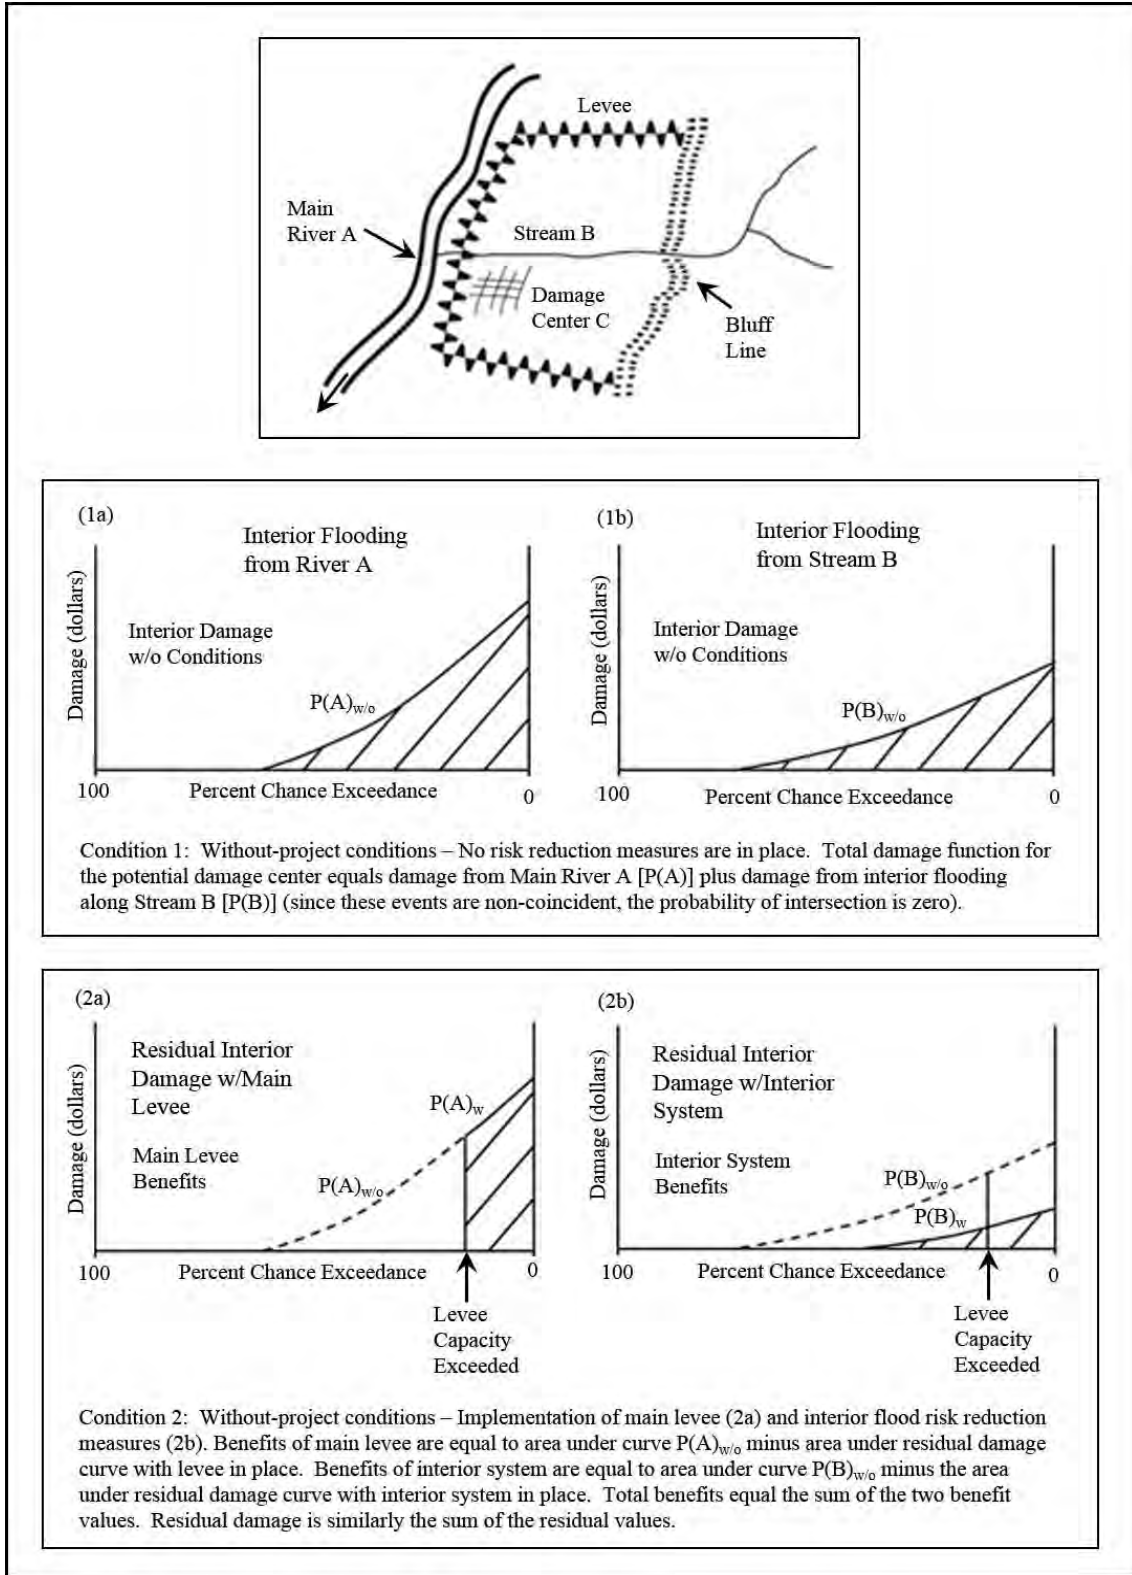 Levee
Main
River A
Stream B
Damage
Center C
Bluff
Line
(1a)
Interior Flooding
from River A
Damage (dollars)
Interior Damage
w/o Conditions
P(A)w/o
100
Percent Chance Exceedance
0
(1b)
Interior Flooding
from Stream B
Damage (dollars)
Interior Damage
w/o Conditions
P(B)w/o
100
Percent Chance Exceedance
0
Condition 1: Without-project conditions – No risk reduction measures are in place. Total damage function for
the potential damage center equals damage from Main River A [P(A)] plus damage from interior flooding
along Stream B [P(B)] (since these events are non-coincident, the probability of intersection is zero).
(2a)
Residual Interior
Damage w/Main
Levee
Damage (dollars)
P(A)w
Main Levee
Benefits
P(A)w/o
100
Percent Chance Exceedance
0
Levee
Capacity
Exceeded
(2b)
Residual Interior
Damage w/Interior
System
Damage (dollars)
Interior System
Benefits
P(B)w/o
P(B)w
100
Percent Chance Exceedance
0
Levee
Capacity
Exceeded
Condition 2: Without-project conditions – Implementation of main levee (2a) and interior flood risk reduction
measures (2b). Benefits of main levee are equal to area under curve P(A)w/o minus area under residual damage
curve with levee in place. Benefits of interior system are equal to area under curve P(B)w/o minus the area
under residual damage curve with interior system in place. Total benefits equal the sum of the two benefit
values. Residual damage is similarly the sum of the residual values.